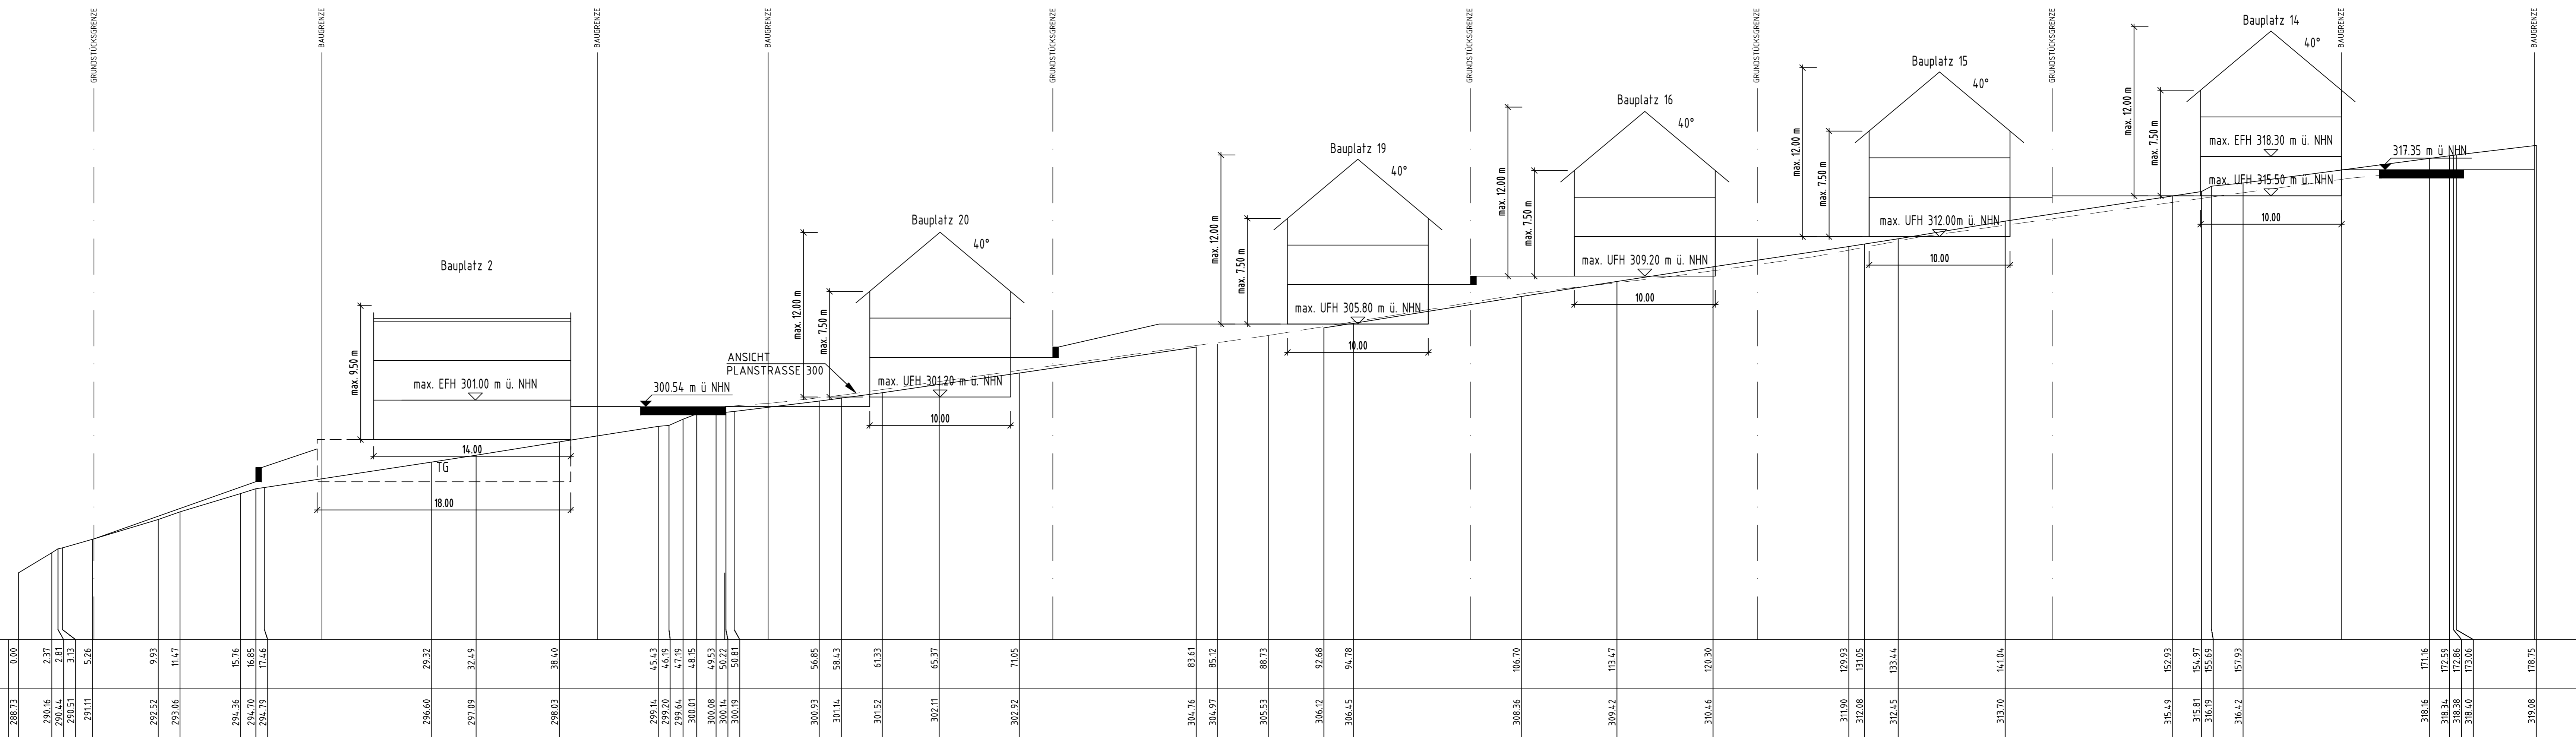 GRUNDSTÜCKSGRENZE
BAUGRENZE
BAUGRENZE
BAUGRENZE
GRUNDSTÜCKSGRENZE
GRUNDSTÜCKSGRENZE
GRUNDSTÜCKSGRENZE
GRUNDSTÜCKSGRENZE
BAUGRENZE
BAUGRENZE
Bauplatz 2
max. 9.50 m
max. EFH 301.00 m ü. NHN
14.00
TG
18.00
300.54 m ü NHN
ANSICHT
PLANSTRASSE 300
Bauplatz 20
40°
max. 12.00 m
max. 7.50 m
max. UFH 301.20 m ü. NHN
10.00
Bauplatz 19
40°
max. 12.00 m
max. 7.50 m
max. UFH 305.80 m ü. NHN
10.00
Bauplatz 16
40°
max. 12.00 m
max. 7.50 m
max. UFH 309.20 m ü. NHN
10.00
Bauplatz 15
40°
max. 12.00 m
max. 7.50 m
max. UFH 312.00m ü. NHN
10.00
Bauplatz 14
40°
max. 12.00 m
max. 7.50 m
max. EFH 318.30 m ü. NHN
max. UFH 315.50 m ü. NHN
10.00
317.35 m ü NHN
0.00 2.37 2.81 3.13 5.26 9.93 11.47 15.76 16.85 17.46 29.32 32.49 38.40 45.43 46.19 47.19 48.15 49.53 50.22 50.81 56.85 58.43 61.33 65.37 71.05 83.61 85.12 88.73 92.68 94.78 106.70 113.47 120.30 129.93 131.05 133.44 141.04 152.93 154.97 155.69 157.93 171.16 172.59 172.86 173.06 178.75
288.73 290.16 290.44 290.51 291.11 292.52 293.06 294.36 294.70 294.79 296.60 297.09 298.03 299.14 299.20 299.64 300.01 300.08 300.14 300.19 300.93 301.14 301.52 302.11 302.92 304.76 304.97 305.53 306.12 306.45 308.36 309.42 310.46 311.90 312.08 312.45 313.70 315.49 315.81 316.19 316.42 318.16 318.34 318.38 318.40 319.08